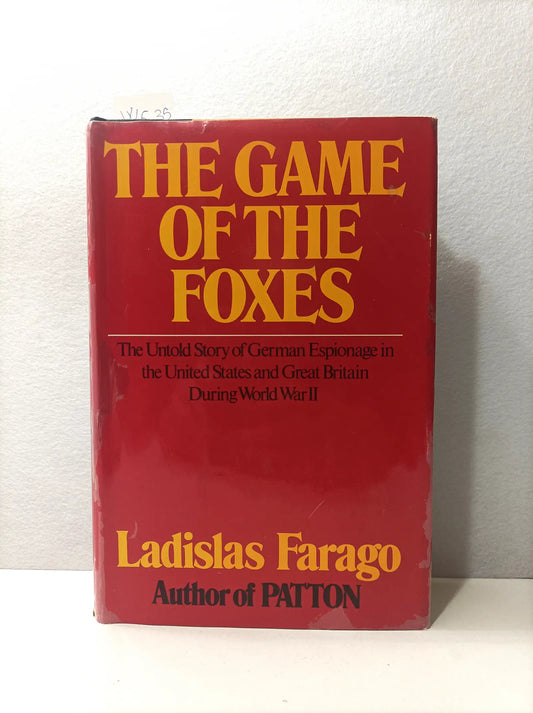 THE GAME
OF THE
FOXES
The Untold Story of German Espionage in
the United States and Great Britain
During World War II
Ladislas Farago
Author of PATTON